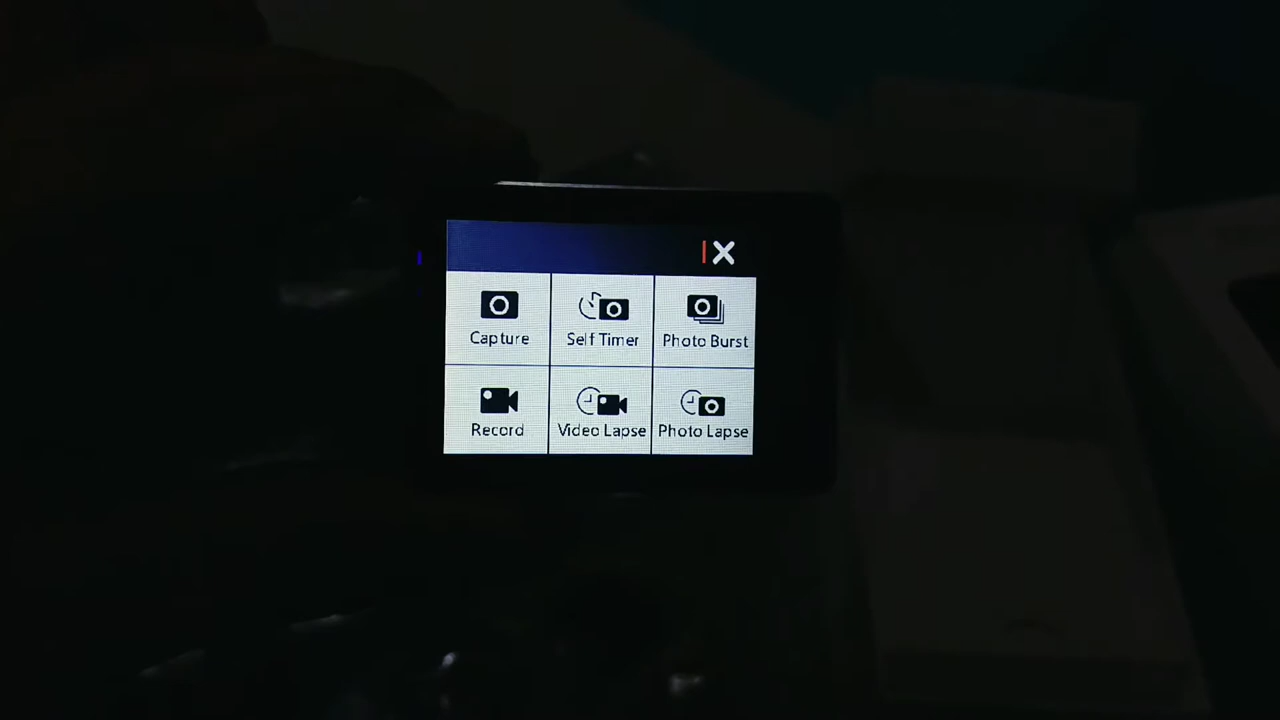 Capture
Self Timer
Photo Burst
Record
Video Lapse
Photo Lapse